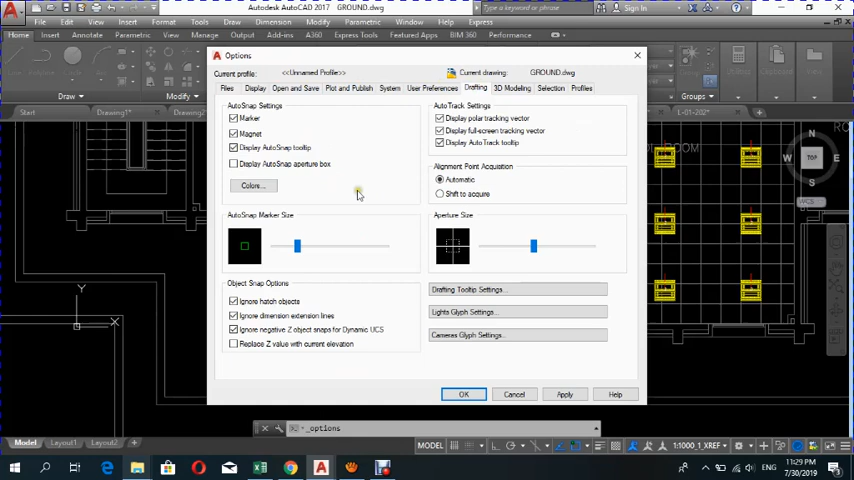 Autodesk AutoCAD 2017 GROUND.dwg
Type a keyword or phrase
Sign In
File Edit View Insert Format Tools Draw Dimension Modify Parametric Window Help Express
Home Insert Annotate Parametric View Manage Output Add-ins A360 Express Tools Featured Apps BIM 360 Performance
Options
Current profile: <<Unnamed Profile>> Current drawing: GROUND.dwg
Files Display Open and Save Plot and Publish System User Preferences Drafting 3D Modeling Selection Profiles
Draw
Groups
Start Drawing1*
AutoSnap Settings
Marker
Magnet
Display AutoSnap tooltip
Display AutoSnap aperture box
Colors...
AutoTrack Settings
Display polar tracking vector
Display full-screen tracking vector
Display AutoTrack tooltip
Alignment Point Acquisition
Automatic
Shift to acquire
AutoSnap Marker Size
Aperture Size
Object Snap Options
Ignore hatch objects
Ignore dimension extension lines
Ignore negative Z object snaps for Dynamic UCS
Replace Z value with current elevation
Drafting Tooltip Settings...
Lights Glyph Settings...
Cameras Glyph Settings...
OK Cancel Apply Help
N
W TOP E
S
WCS
ROOM
Y
X
_options
Model Layout1 Layout2 MODEL 1:1000_XREF
ENG 11:29 PM
7/30/2019